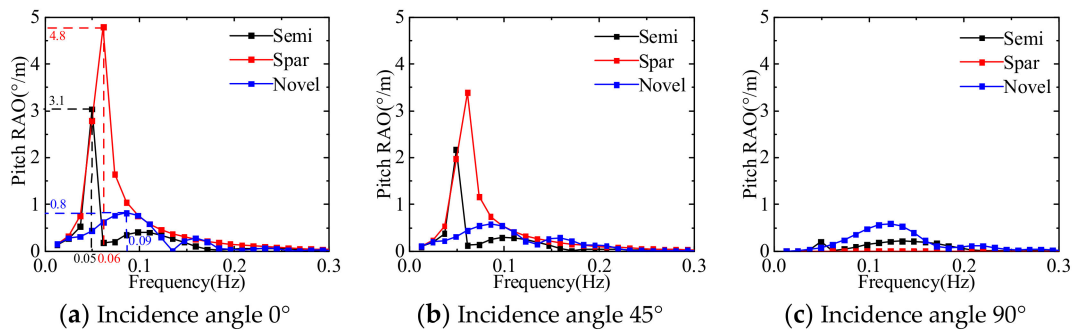 Pitch RAO(°/m)
5
4
3
2
1
0
4.8
3.1
0.8
Semi
Spar
Novel
0.05
0.06
0.09
0.0 0.1 0.2 0.3
Frequency(Hz)
(a) Incidence angle 0°
Pitch RAO(°/m)
5
4
3
2
1
0
Semi
Spar
Novel
0.0 0.1 0.2 0.3
Frequency(Hz)
(b) Incidence angle 45°
Pitch RAO(°/m)
5
4
3
2
1
0
Semi
Spar
Novel
0.0 0.1 0.2 0.3
Frequency(Hz)
(c) Incidence angle 90°